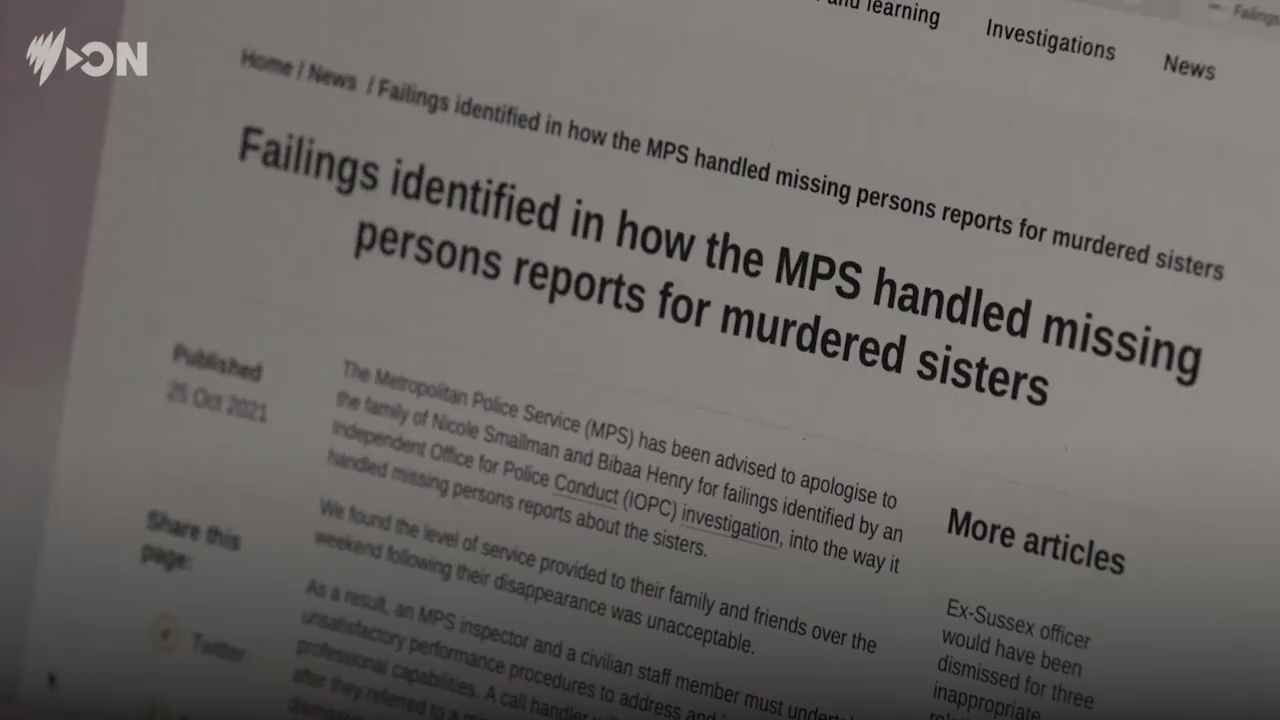 ON
and learning
Investigations
News
Failings
Home / News / Failings identified in how the MPS handled missing persons reports for murdered sisters
Failings identified in how the MPS handled missing
persons reports for murdered sisters
Published
25 Oct 2021
The Metropolitan Police Service (MPS) has been advised to apologise to
the family of Nicole Smallman and Bibaa Henry for failings identified by an
Independent Office for Police Conduct (IOPC) investigation, into the way it
handled missing persons reports about the sisters.
We found the level of service provided to their family and friends over the
weekend following their disappearance was unacceptable.
As a result, an MPS inspector and a civilian staff member must
unsatisfactory performance procedures to address and
professional capabilities. A call handler
after they referred to a
Share this
page:
Twitter
More articles
Ex-Sussex officer
would have been
dismissed for three
inappropriate